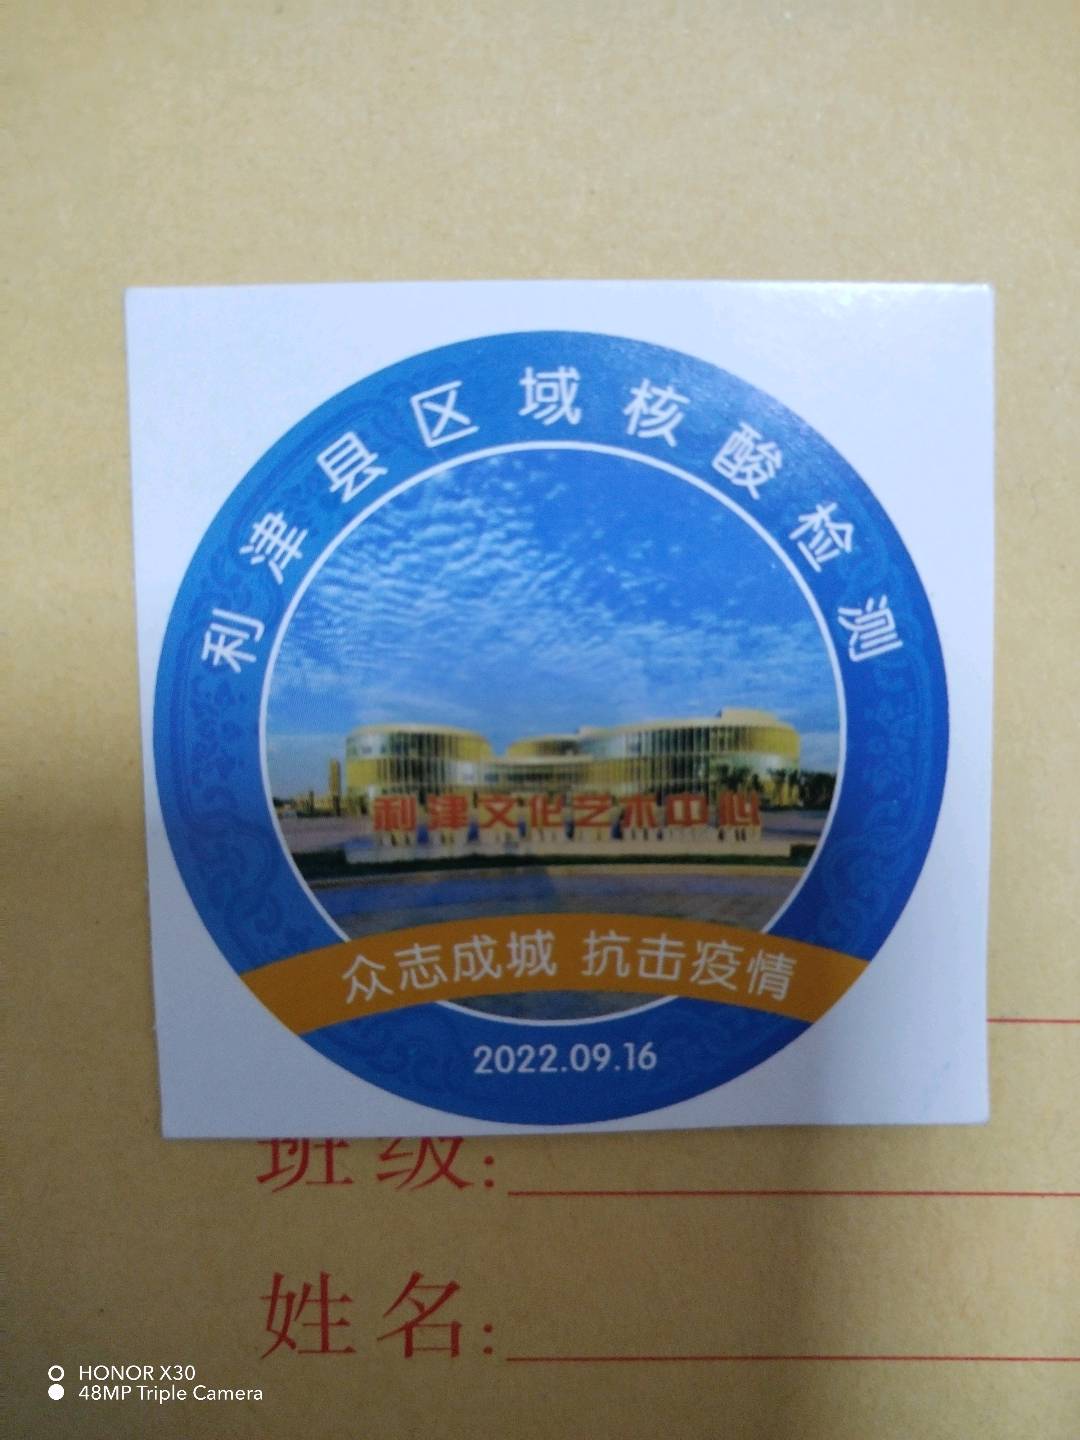 利津县区域核酸检测
利津文化艺术中心
众志成城 抗击疫情
2022.09.16
班级:
姓名:
HONOR X30
48MP Triple Camera